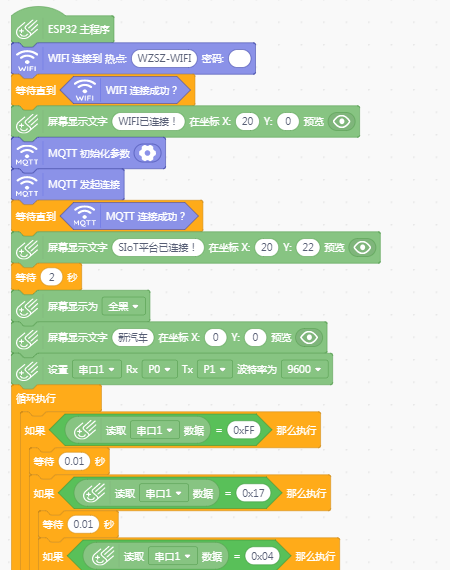 ESP32 主程序
WIFI WIFI 连接到 热点: WZSZ-WIFI 密码:
等待直到 WIFI WIFI 连接成功？
屏幕显示文字 WIFI已连接！ 在坐标 X: 20 Y: 0 预览
MQTT MQTT 初始化参数
MQTT MQTT 发起连接
等待直到 MQTT MQTT 连接成功？
屏幕显示文字 SIoT平台已连接！ 在坐标 X: 20 Y: 22 预览
等待 2 秒
屏幕显示为 全黑
屏幕显示文字 新汽车 在坐标 X: 0 Y: 0 预览
设置 串口1 Rx P0 Tx P1 波特率为 9600
循环执行
如果 读取 串口1 数据 = 0xFF 那么执行
等待 0.01 秒
如果 读取 串口1 数据 = 0x17 那么执行
等待 0.01 秒
如果 读取 串口1 数据 = 0x04 那么执行